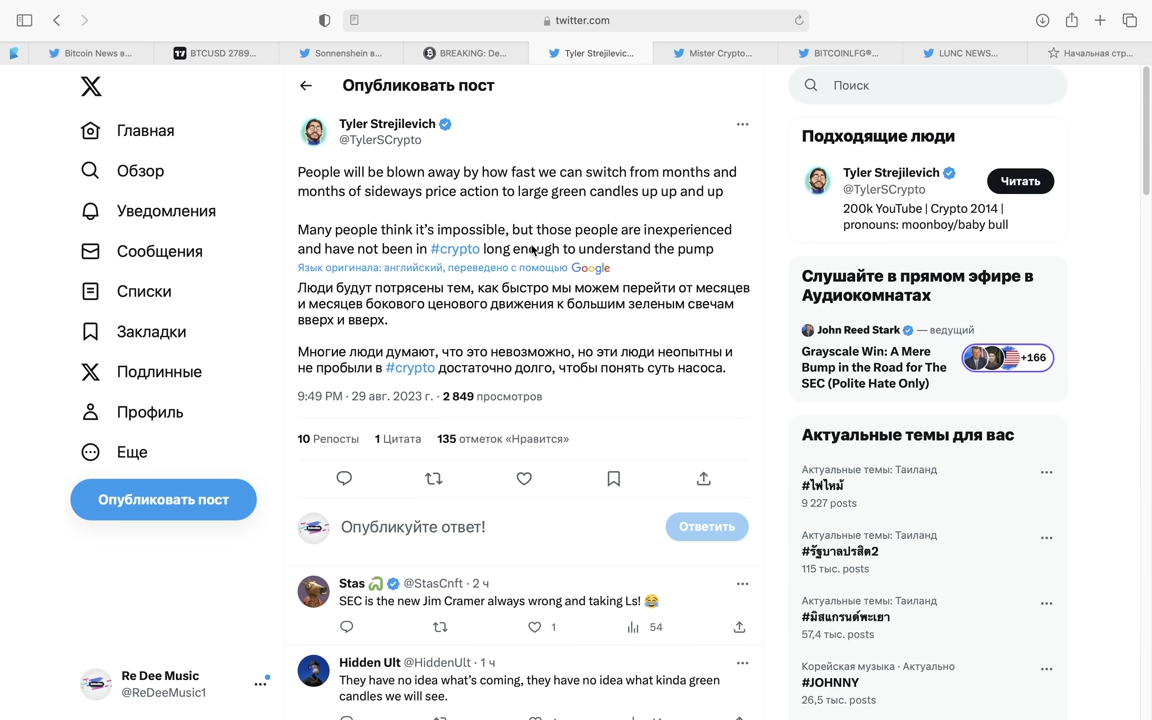 twitter.com
Bitcoin News в...
BTCUSD 2789...
Sonnenshein в...
BREAKING: De...
Tyler Strejilevic...
Mister Crypto...
BITCOINLFG®...
LUNC NEWS...
Начальная стр...
Главная
Обзор
Уведомления
Сообщения
Списки
Закладки
Подлинные
Профиль
Еще
Опубликовать пост
Re Dee Music
@ReDeeMusic1
Опубликовать пост
Tyler Strejilevich
@TylerSCrypto
People will be blown away by how fast we can switch from months and
months of sideways price action to large green candles up up and up
Many people think it’s impossible, but those people are inexperienced
and have not been in #crypto long enough to understand the pump
Язык оригинала: английский, переведено с помощью Google
Люди будут потрясены тем, как быстро мы можем перейти от месяцев
и месяцев бокового ценового движения к большим зеленым свечам
вверх и вверх.
Многие люди думают, что это невозможно, но эти люди неопытны и
не пробыли в #crypto достаточно долго, чтобы понять суть насоса.
9:49 PM · 29 авг. 2023 г. · 2 849 просмотров
10 Репосты 1 Цитата 135 отметок «Нравится»
Опубликуйте ответ!
Ответить
Stas @StasCnft · 2 ч
SEC is the new Jim Cramer always wrong and taking Ls! 😂
1 54
Hidden Ult @HiddenUlt · 1 ч
They have no idea what’s coming, they have no idea what kinda green
candles we will see.
Поиск
Подходящие люди
Tyler Strejilevich
@TylerSCrypto
Читать
200k YouTube | Crypto 2014 |
pronouns: moonboy/baby bull
Слушайте в прямом эфире в
Аудиокомнатах
John Reed Stark — ведущий
Grayscale Win: A Mere
Bump in the Road for The
SEC (Polite Hate Only)
+166
Актуальные темы для вас
Актуальные темы: Таиланд
#ไฟไหม้
9 227 posts
Актуальные темы: Таиланд
#รัฐบาลปรสิต2
115 тыс. posts
Актуальные темы: Таиланд
#มิสแกรนด์พะเยา
57,4 тыс. posts
Корейская музыка · Актуально
#JOHNNY
26,5 тыс. posts